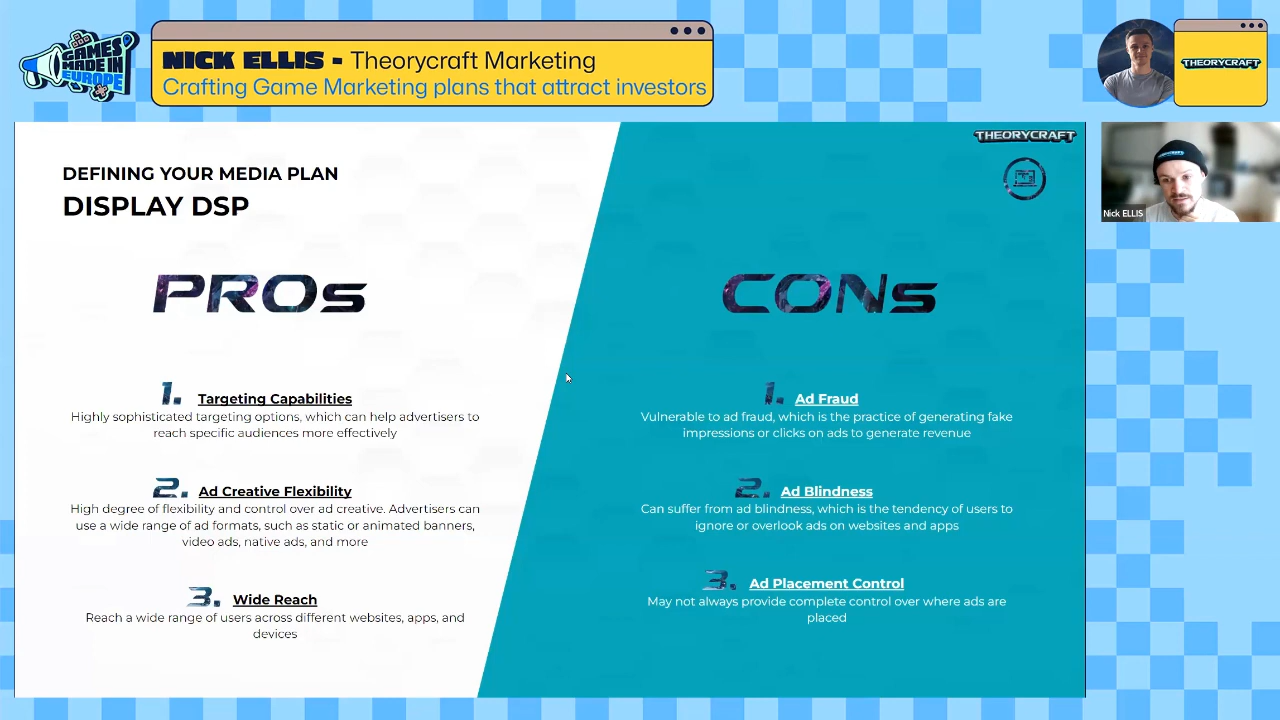 GAMES
MADE IN
EUROPE
NICK ELLIS - Theorycraft Marketing
Crafting Game Marketing plans that attract investors
THEORYCRAFT
THEORYCRAFT
Nick ELLIS
DEFINING YOUR MEDIA PLAN
DISPLAY DSP
PROs
1. Targeting Capabilities
Highly sophisticated targeting options, which can help advertisers to
reach specific audiences more effectively
2. Ad Creative Flexibility
High degree of flexibility and control over ad creative. Advertisers can
use a wide range of ad formats, such as static or animated banners,
video ads, native ads, and more
3. Wide Reach
Reach a wide range of users across different websites, apps, and
devices
CONs
1. Ad Fraud
Vulnerable to ad fraud, which is the practice of generating fake
impressions or clicks on ads to generate revenue
2. Ad Blindness
Can suffer from ad blindness, which is the tendency of users to
ignore or overlook ads on websites and apps
3. Ad Placement Control
May not always provide complete control over where ads are
placed